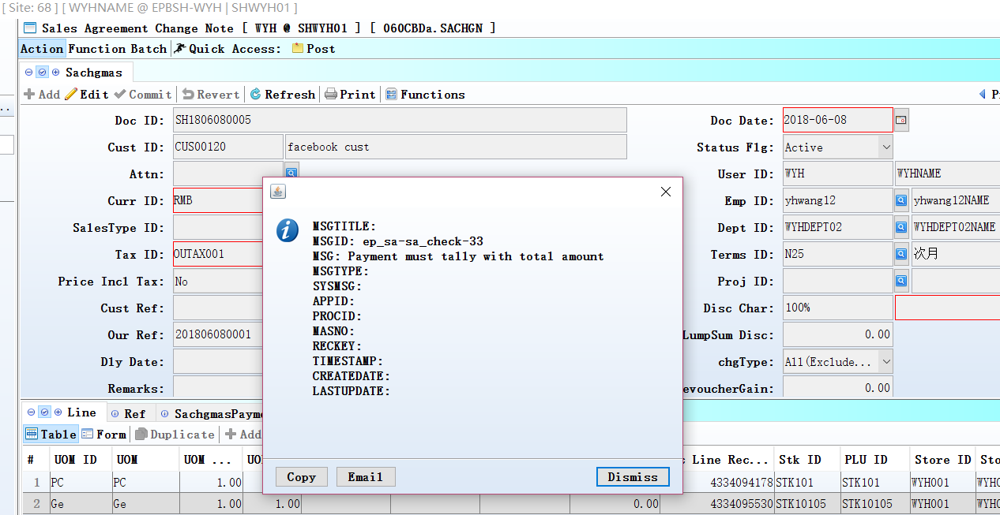 [ Site: 68 ] [ WYHNAME @ EPBSH-WYH | SHWYH01 ]
Sales Agreement Change Note [ WYH @ SHWYH01 ] [ 060CBDa.SACHGN ]
Action Function Batch Quick Access: Post
Sachgmas
Add Edit Commit Revert Refresh Print Functions
Doc ID: SH1806080005 Doc Date: 2018-06-08
Cust ID: CUS00120 facebook cust Status Flg: Active
Attn: User ID: WYH WYHNAME
Curr ID: RMB Emp ID: yhwang12 yhwang12NAME
SalesType ID: Dept ID: WYHDEPT02 WYHDEPT02NAME
Tax ID: OUTAX001 Terms ID: N25 次月
Price Incl Tax: No Proj ID:
Cust Ref: Disc Char: 100%
Our Ref: 201806080001 LumpSum Disc: 0.00
Dly Date: chgType: All(Exclude...
Remarks: evoucherGain: 0.00
MSGTITLE:
MSGID: ep_sa-sa_check-33
MSG: Payment must tally with total amount
MSGTYPE:
SYSMSG:
APPID:
PROCID:
MASNO:
RECKEY:
TIMESTAMP:
CREATEDATE:
LASTUPDATE:
Copy Email Dismiss
Line Ref SachgmasPayme
Table Form Duplicate Add
# UOM ID UOM UOM ... UO Line Rec... Stk ID PLU ID Store ID Sto
1 PC PC 1.00 4334094178 STK101 STK101 WYH001 WYHO
2 Ge Ge 1.00 1.00 0.00 4334095530 STK10105 STK10105 WYH001 WYHO